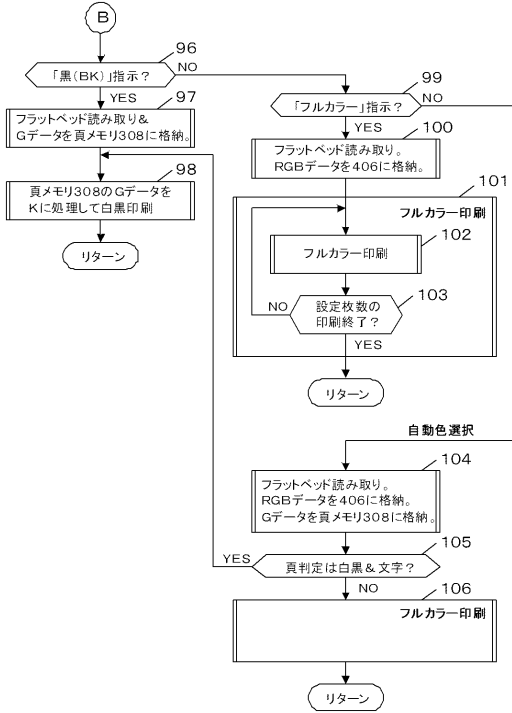 B
96
「黒(BK)」指示?
NO
YES
97
フラットベッド読み取り&
Gデータを頁メモリ308に格納。
98
頁メモリ308のGデータを
Kに処理して白黒印刷
リターン
99
「フルカラー」指示?
NO
YES
100
フラットベッド読み取り。
RGBデータを406に格納。
101
フルカラー印刷
102
フルカラー印刷
103
設定枚数の
印刷終了?
NO
YES
リターン
自動色選択
104
フラットベッド読み取り。
RGBデータを406に格納。
Gデータを頁メモリ308に格納。
105
頁判定は白黒&文字?
YES
NO
106
フルカラー印刷
リターン